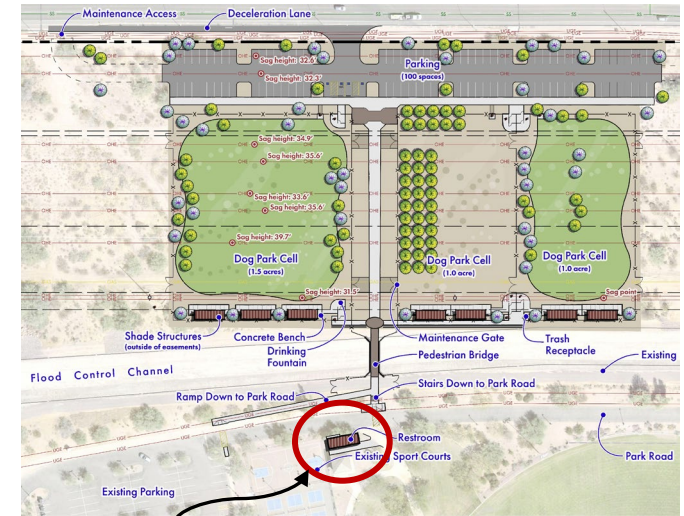 Maintenance Access
Deceleration Lane
Sag height: 32.6'
Sag height: 32.3'
Parking
(100 spaces)
Sag height: 34.9'
Sag height: 35.6'
Sag height: 33.6'
Sag height: 35.6'
Sag height: 39.7'
Dog Park Cell
(1.5 acres)
Dog Park Cell
(1.0 acre)
Dog Park Cell
(1.0 acre)
Sag height: 31.5'
Sag point
Shade Structures
(outside of easements)
Concrete Bench
Drinking
Fountain
Maintenance Gate
Trash
Receptacle
Pedestrian Bridge
Existing
Flood Control Channel
Ramp Down to Park Road
Stairs Down to Park Road
Restroom
Existing Sport Courts
Park Road
Existing Parking